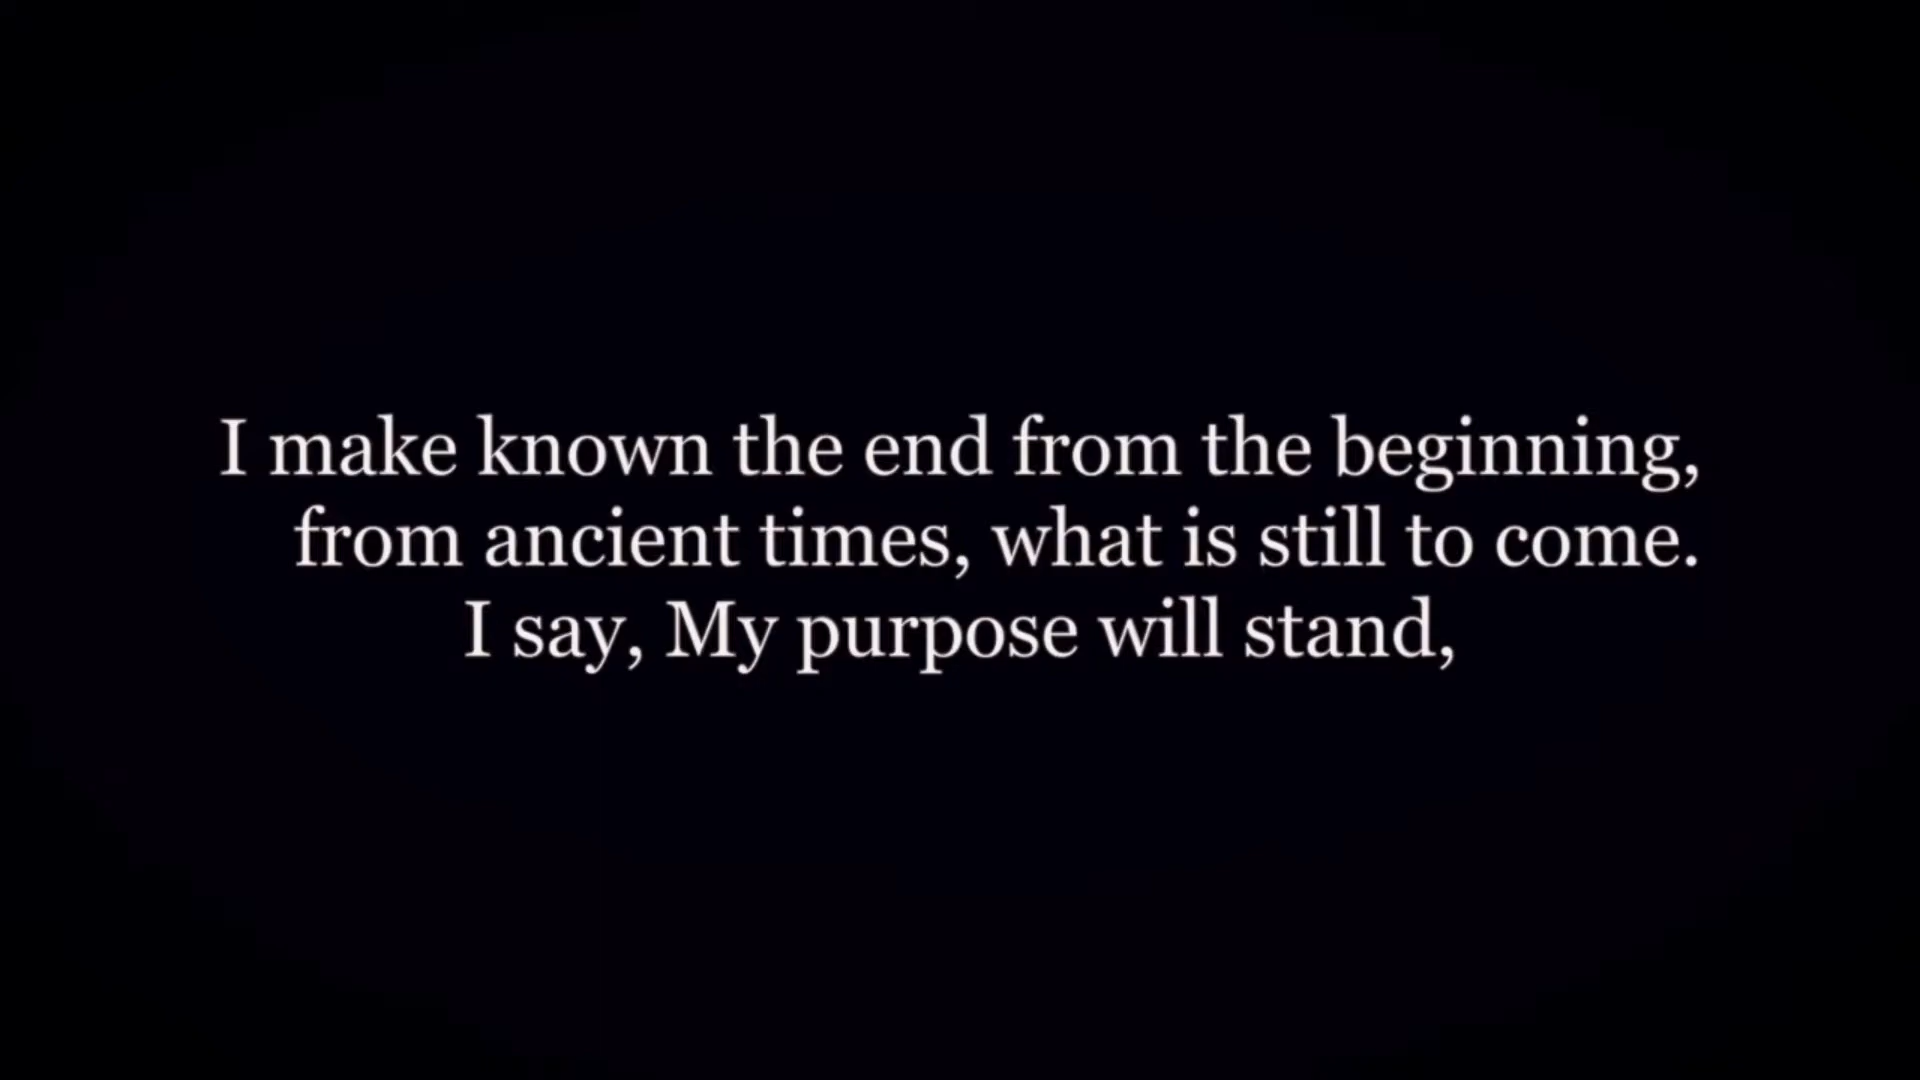 I make known the end from the beginning,
from ancient times, what is still to come.
I say, My purpose will stand,